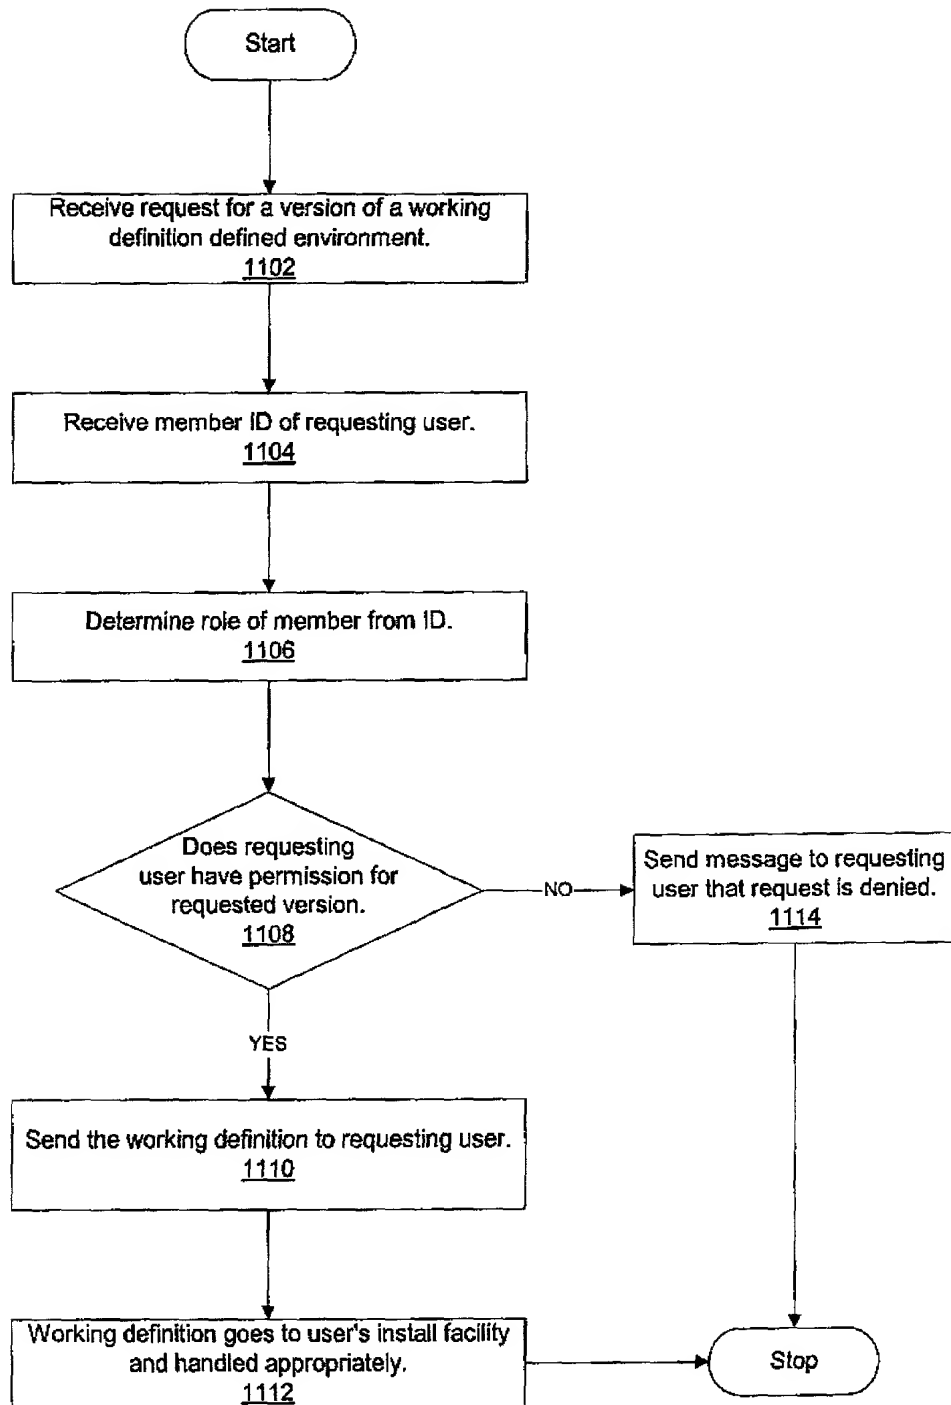 Start
Receive request for a version of a working
definition defined environment.
1102
Receive member ID of requesting user.
1104
Determine role of member from ID.
1106
Does requesting
user have permission for
requested version.
1108
NO
Send message to requesting
user that request is denied.
1114
YES
Send the working definition to requesting user.
1110
Working definition goes to user's install facility
and handled appropriately.
1112
Stop